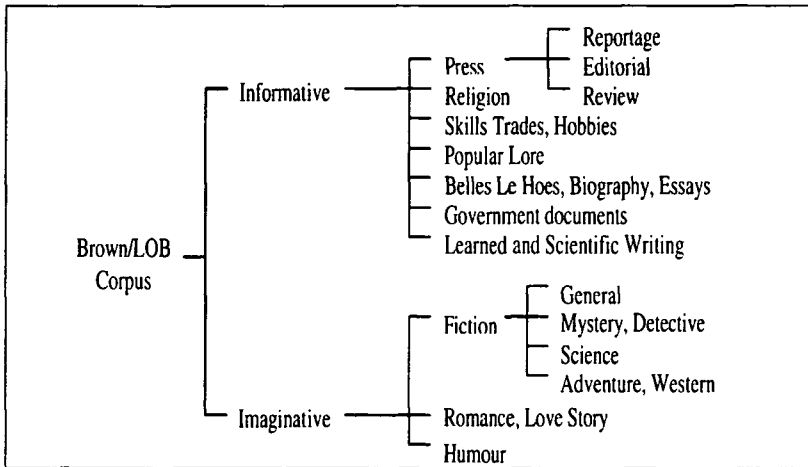 Reportage
Press
Editorial
Informative
Religion
Review
Skills Trades, Hobbies
Popular Lore
Belles Le Hoes, Biography, Essays
Government documents
Brown/LOB
Corpus
Learned and Scientific Writing
General
Fiction
Mystery, Detective
Science
Adventure, Western
Imaginative
Romance, Love Story
Humour